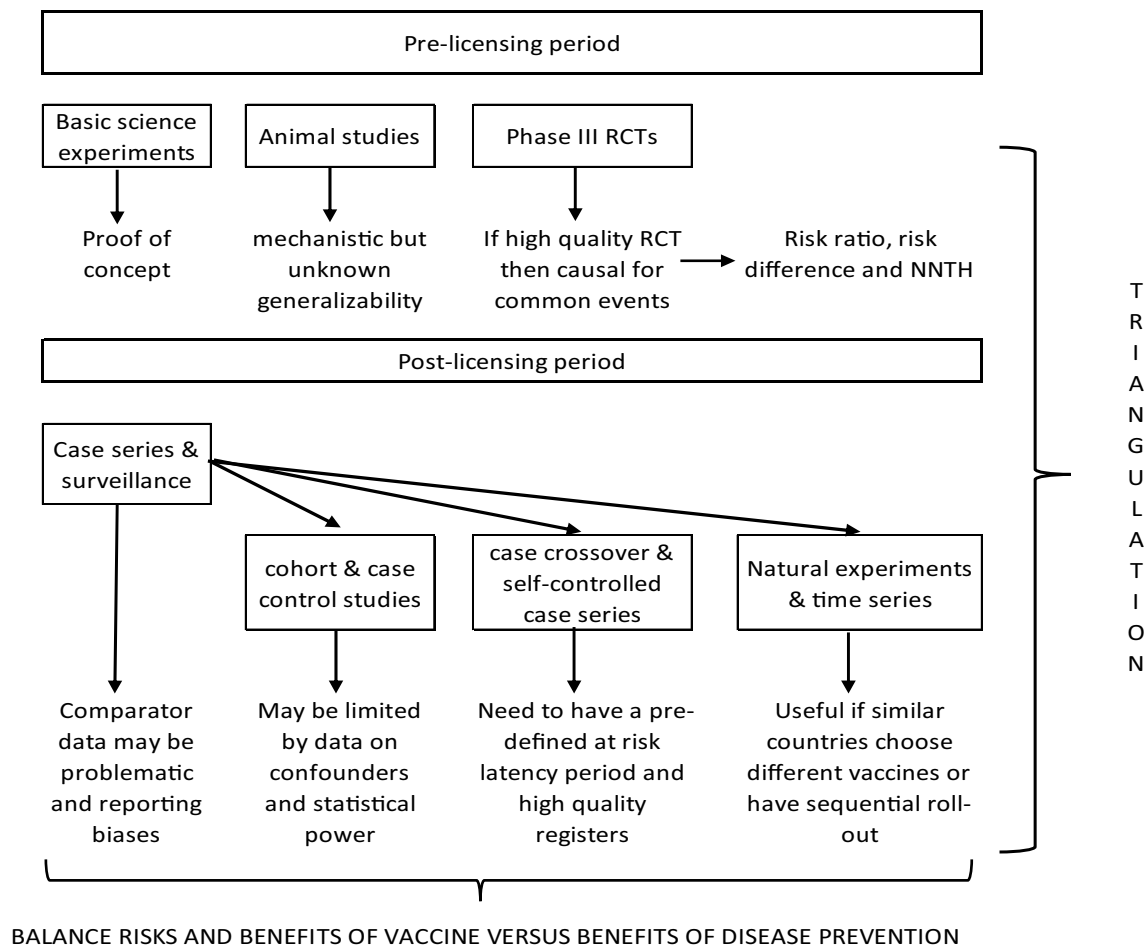 Pre-licensing period
Basic science
experiments
Animal studies
Phase III RCTs
Proof of
concept
mechanistic but
unknown
generalizability
If high quality RCT
then causal for
common events
Risk ratio, risk
difference and NNTH
Post-licensing period
Case series &
surveillance
cohort & case
control studies
case crossover &
self-controlled
case series
Natural experiments
& time series
Comparator
data may be
problematic
and reporting
biases
May be limited
by data on
confounders
and statistical
power
Need to have a pre-
defined at risk
latency period and
high quality
registers
Useful if similar
countries choose
different vaccines or
have sequential roll-
out
T
R
I
A
N
G
U
L
A
T
I
O
N
BALANCE RISKS AND BENEFITS OF VACCINE VERSUS BENEFITS OF DISEASE PREVENTION